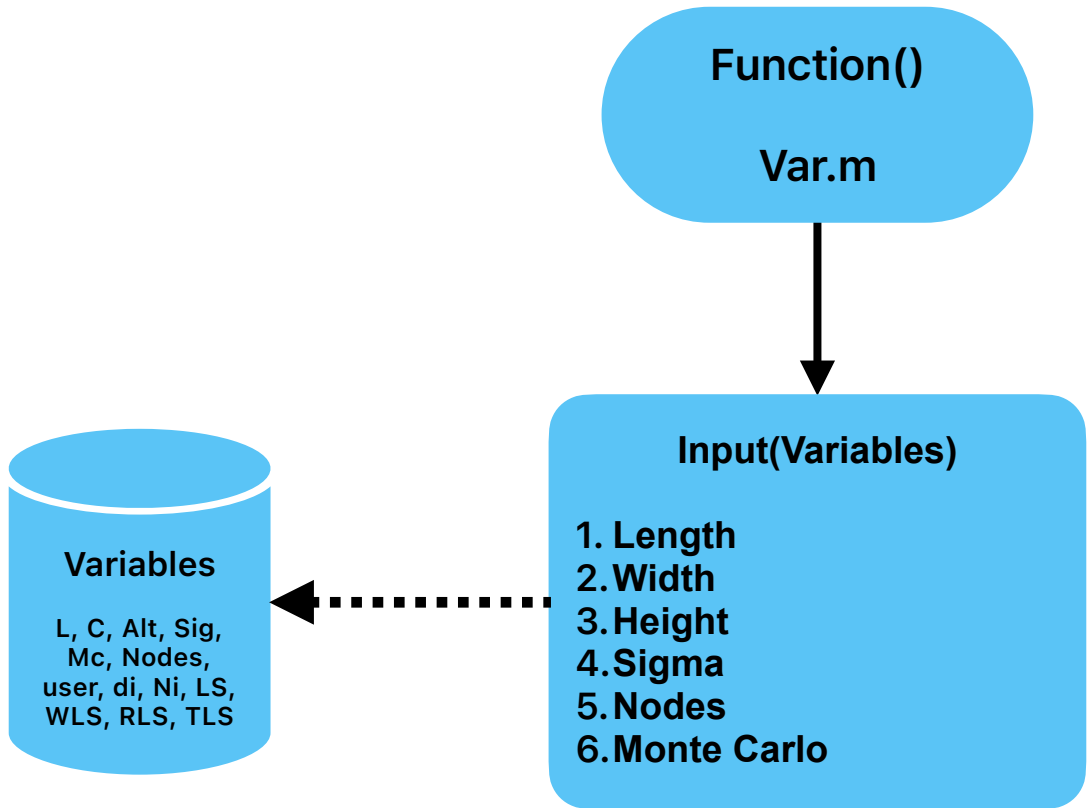 Function()
Var.m
Input(Variables)
1. Length
2. Width
3. Height
4. Sigma
5. Nodes
6. Monte Carlo
Variables
L, C, Alt, Sig,
Mc, Nodes,
user, di, Ni, LS,
WLS, RLS, TLS